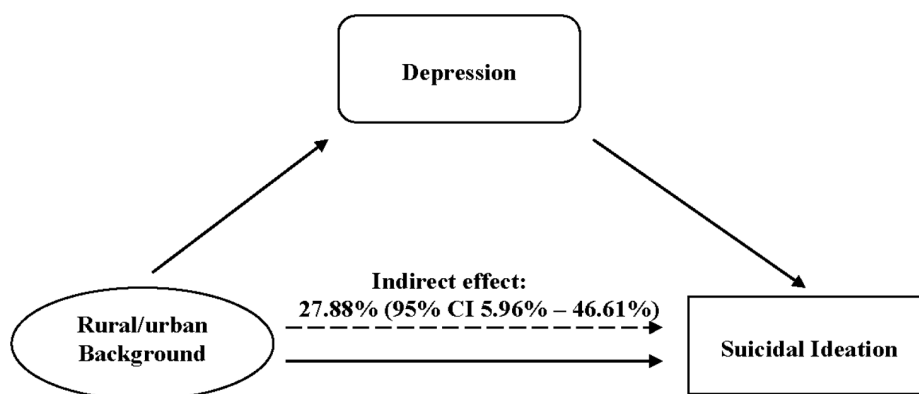 Depression
Indirect effect:
27.88% (95% CI 5.96% – 46.61%)
Rural/urban
Background
Suicidal Ideation